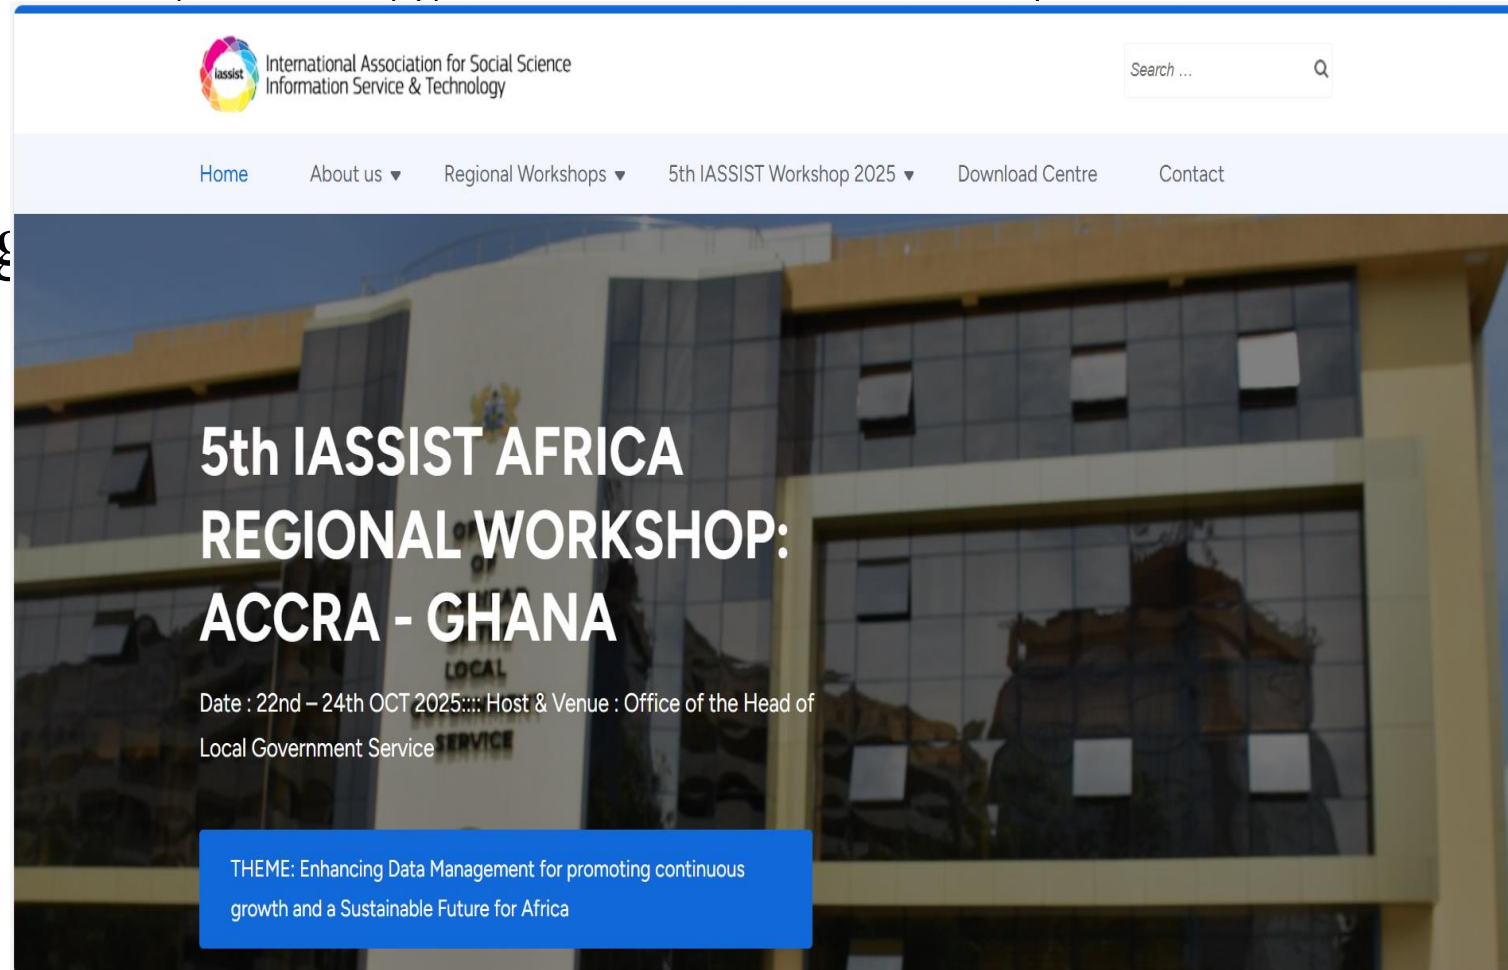 iassist
International Association for Social Science
Information Service & Technology
Search ...
Home
About us ▼
Regional Workshops ▼
5th IASSIST Workshop 2025 ▼
Download Centre
Contact
5th IASSIST AFRICA
REGIONAL WORKSHOP:
ACCRA - GHANA
OF
LOCAL
SERVICE
Date : 22nd – 24th OCT 2025:::: Host & Venue : Office of the Head of
Local Government Service
THEME: Enhancing Data Management for promoting continuous
growth and a Sustainable Future for Africa